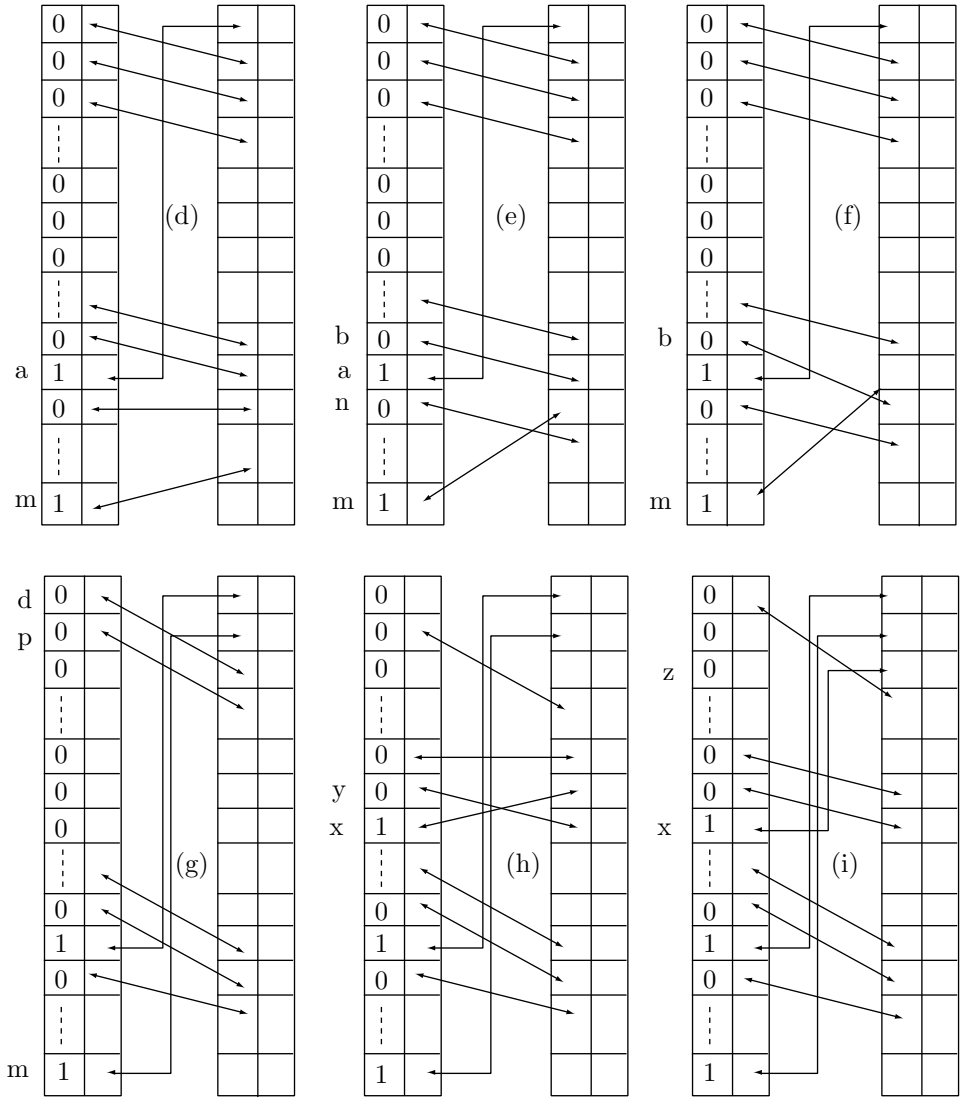 0 0 0
0 0 0
0 0 0
0 0 0
0 (d) 0 (e) 0 (f)
0 0 0
0 b 0 b 0
a 1 a 1 1
0 n 0 0
m 1 m 1 m 1
d 0 0 0
p 0 0 0
0 0 z 0
0 0 0
0 y 0 0
0 x 1 x 1
(g) (h) (i)
0 0 0
1 1 1
0 0 0
m 1 1 1